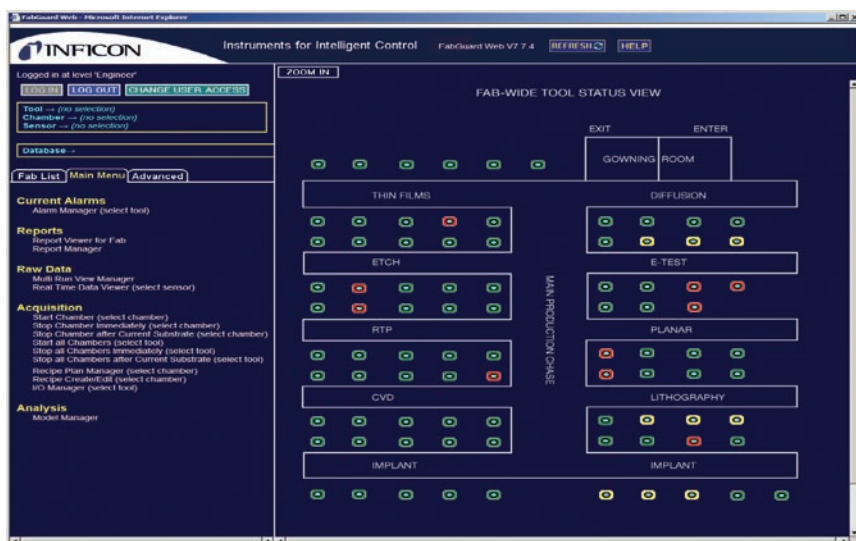 FabGuard Web - Microsoft Internet Explorer
INFICON
Instruments for Intelligent Control FabGuard Web V7.7.4 REFRESH HELP
Logged in at level 'Engineer'
LOG IN LOG OUT CHANGE USER ACCESS
Tool → (no selection)
Chamber → (no selection)
Sensor → (no selection)
Database→
Fab List Main Menu Advanced
Current Alarms
Alarm Manager (select tool)
Reports
Report Viewer for Fab
Report Manager
Raw Data
Multi Run View Manager
Real Time Data Viewer (select sensor)
Acquisition
Start Chamber (select chamber)
Stop Chamber Immediately (select chamber)
Stop Chamber after Current Substrate (select chamber)
Start all Chambers (select tool)
Stop all Chambers Immediately (select tool)
Stop all Chambers after Current Substrate (select tool)
Recipe Plan Manager (select chamber)
Recipe Create/Edit (select chamber)
I/O Manager (select tool)
Analysis
Model Manager
ZOOM IN
FAB-WIDE TOOL STATUS VIEW
EXIT ENTER
GOWNING ROOM
THIN FILMS DIFFUSION
ETCH E-TEST
MAIN PRODUCTION CHASE
RTP PLANAR
CVD LITHOGRAPHY
IMPLANT IMPLANT